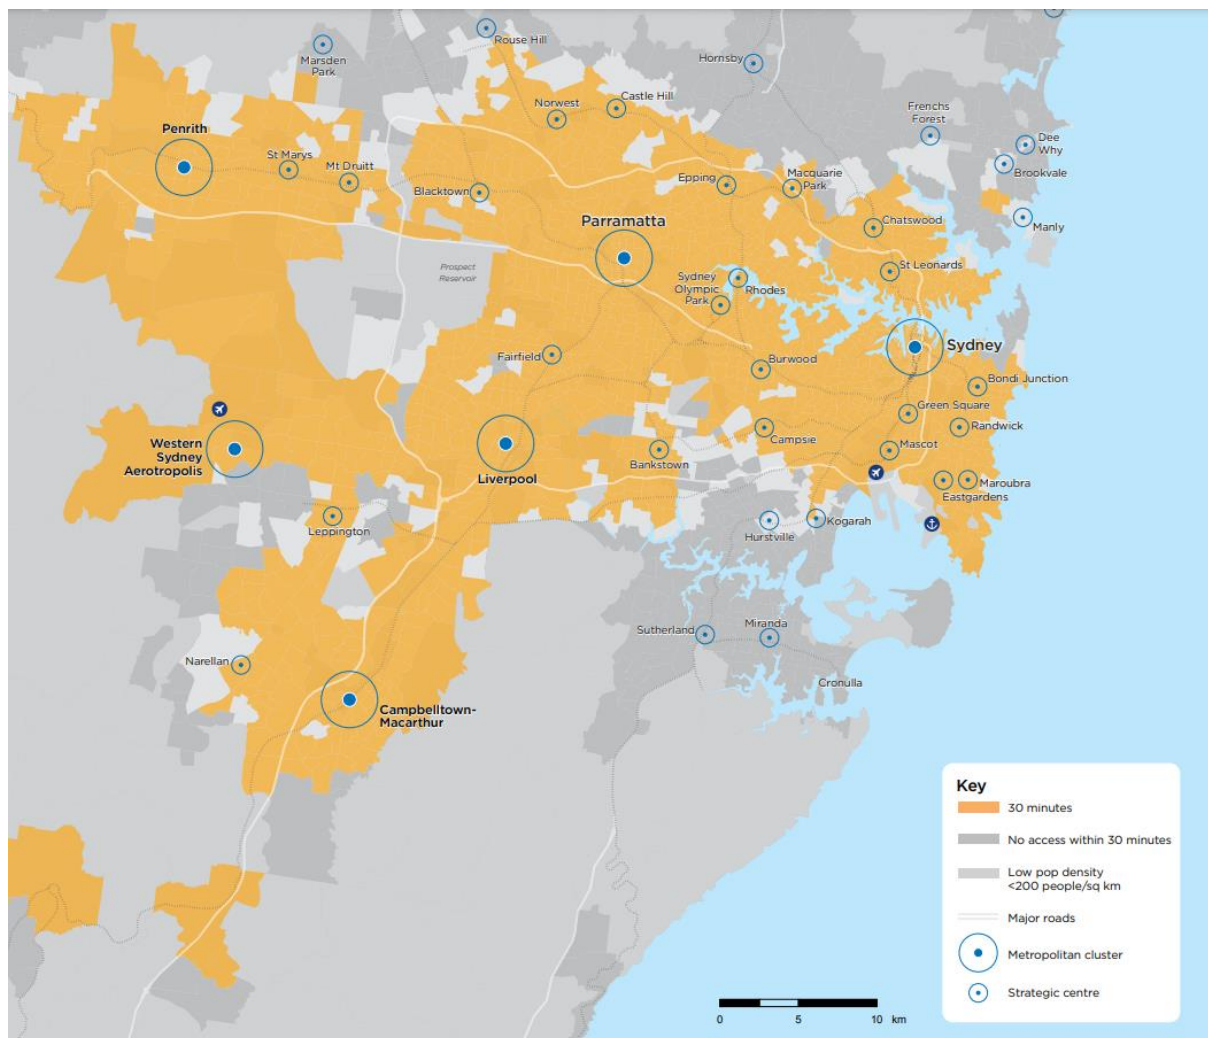 Rouse Hill
Marsden
Park
Hornsby
Castle Hill
Norwest
Frenchs
Forest
Penrith
Dee
Why
St Marys
Mt Druitt
Brookvale
Blacktown
Epping
Macquarie
Park
Parramatta
Chatswood
Manly
Prospect
Reservoir
St Leonards
Sydney
Olympic
Park
Rhodes
Sydney
Fairfield
Burwood
Bondi Junction
Green Square
Randwick
Western
Sydney
Aerotropolis
Campsie
Mascot
Bankstown
Liverpool
Maroubra
Eastgardens
Leppington
Kogarah
Hurstville
Sutherland
Miranda
Narellan
Cronulla
Campbelltown-
Macarthur
Key
30 minutes
No access within 30 minutes
Low pop density
<200 people/sq km
Major roads
Metropolitan cluster
Strategic centre
0 5 10 km